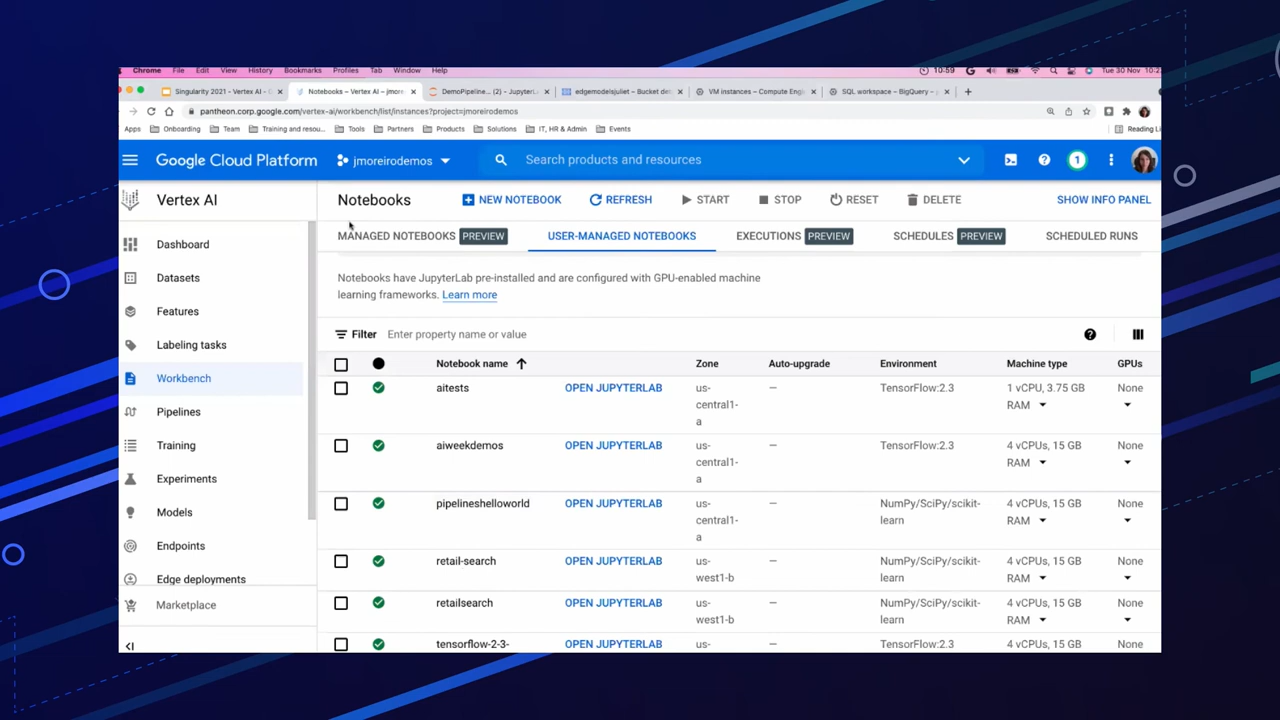 Chrome File Edit View History Bookmarks Profiles Tab Window Help 10:59 Tue 30 Nov
Singularity 2021 - Vertex AI - Notebooks – Vertex AI – jmoreir DemoPipeline... (2) - JupyterL edgemodelsjuliet – Bucket det VM instances – Compute Engi SQL workspace – BigQuery –
pantheon.corp.google.com/vertex-ai/workbench/list/instances?project=jmoreirodemos
Apps Onboarding Team Training and resou... Tools Partners Products Solutions IT, HR & Admin Events Reading Li
Google Cloud Platform jmoreirodemos Search products and resources 1
Vertex AI Notebooks NEW NOTEBOOK REFRESH START STOP RESET DELETE SHOW INFO PANEL
MANAGED NOTEBOOKS PREVIEW USER-MANAGED NOTEBOOKS EXECUTIONS PREVIEW SCHEDULES PREVIEW SCHEDULED RUNS
Dashboard
Datasets
Features
Labeling tasks
Workbench
Pipelines
Training
Experiments
Models
Endpoints
Edge deployments
Marketplace
Notebooks have JupyterLab pre-installed and are configured with GPU-enabled machine
learning frameworks. Learn more
Filter Enter property name or value
Notebook name Zone Auto-upgrade Environment Machine type GPUs
aitests OPEN JUPYTERLAB us- — TensorFlow:2.3 1 vCPU, 3.75 GB None
central1- RAM
a
aiweekdemos OPEN JUPYTERLAB us- — TensorFlow:2.3 4 vCPUs, 15 GB None
central1- RAM
a
pipelineshelloworld OPEN JUPYTERLAB us- — NumPy/SciPy/scikit- 4 vCPUs, 15 GB None
central1- learn RAM
a
retail-search OPEN JUPYTERLAB us- — NumPy/SciPy/scikit- 4 vCPUs, 15 GB None
west1-b learn RAM
retailsearch OPEN JUPYTERLAB us- — NumPy/SciPy/scikit- 4 vCPUs, 15 GB None
west1-b learn RAM
tensorflow-2-3- OPEN JUPYTERLAB us- — TensorFlow:2.3 4 vCPUs, 15 GB None